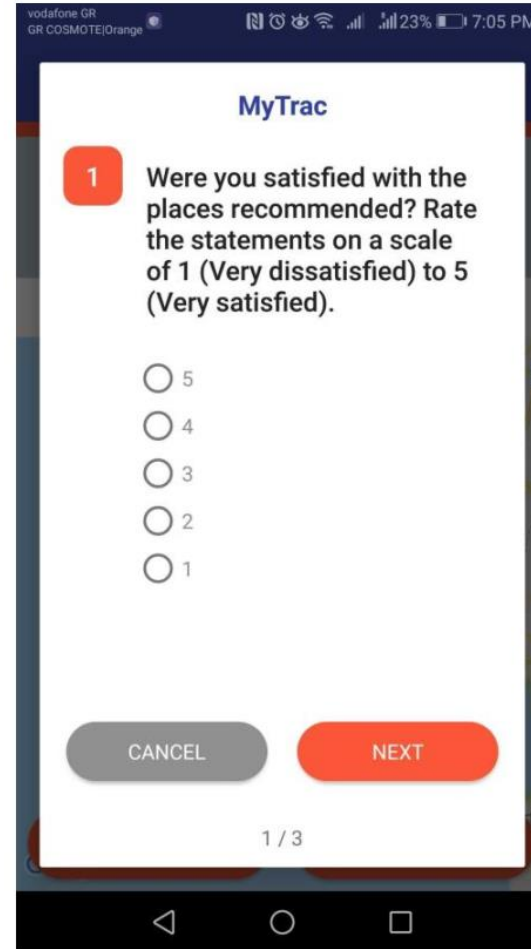 vodafone GR
GR COSMOTE|Orange
23% 7:05 PM
MyTrac
1
Were you satisfied with the
places recommended? Rate
the statements on a scale
of 1 (Very dissatisfied) to 5
(Very satisfied).
5
4
3
2
1
CANCEL
NEXT
1 / 3